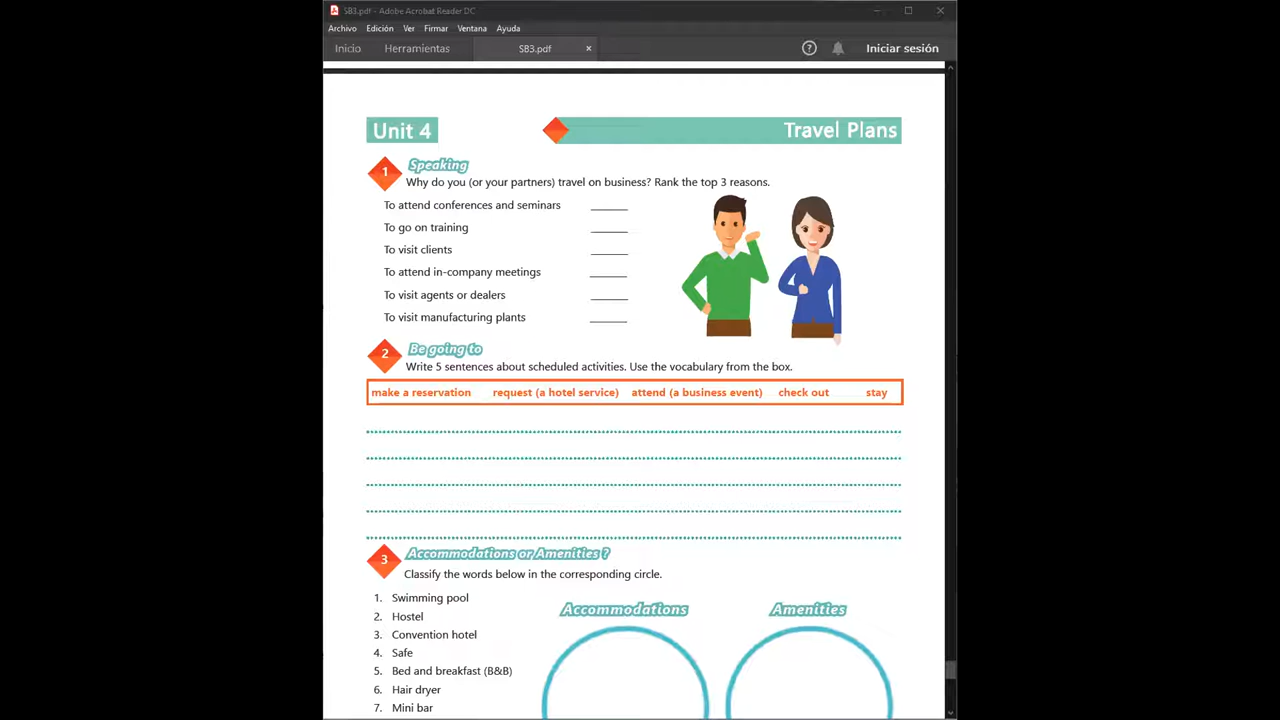 SB3.pdf - Adobe Acrobat Reader DC
Archivo Edición Ver Firmar Ventana Ayuda
Inicio Herramientas SB3.pdf × ? Iniciar sesión
Unit 4 Travel Plans
1 Speaking
Why do you (or your partners) travel on business? Rank the top 3 reasons.
To attend conferences and seminars ______
To go on training ______
To visit clients ______
To attend in-company meetings ______
To visit agents or dealers ______
To visit manufacturing plants ______
2 Be going to
Write 5 sentences about scheduled activities. Use the vocabulary from the box.
make a reservation request (a hotel service) attend (a business event) check out stay
3 Accommodations or Amenities ?
Classify the words below in the corresponding circle.
Accommodations Amenities
1. Swimming pool
2. Hostel
3. Convention hotel
4. Safe
5. Bed and breakfast (B&B)
6. Hair dryer
7. Mini bar